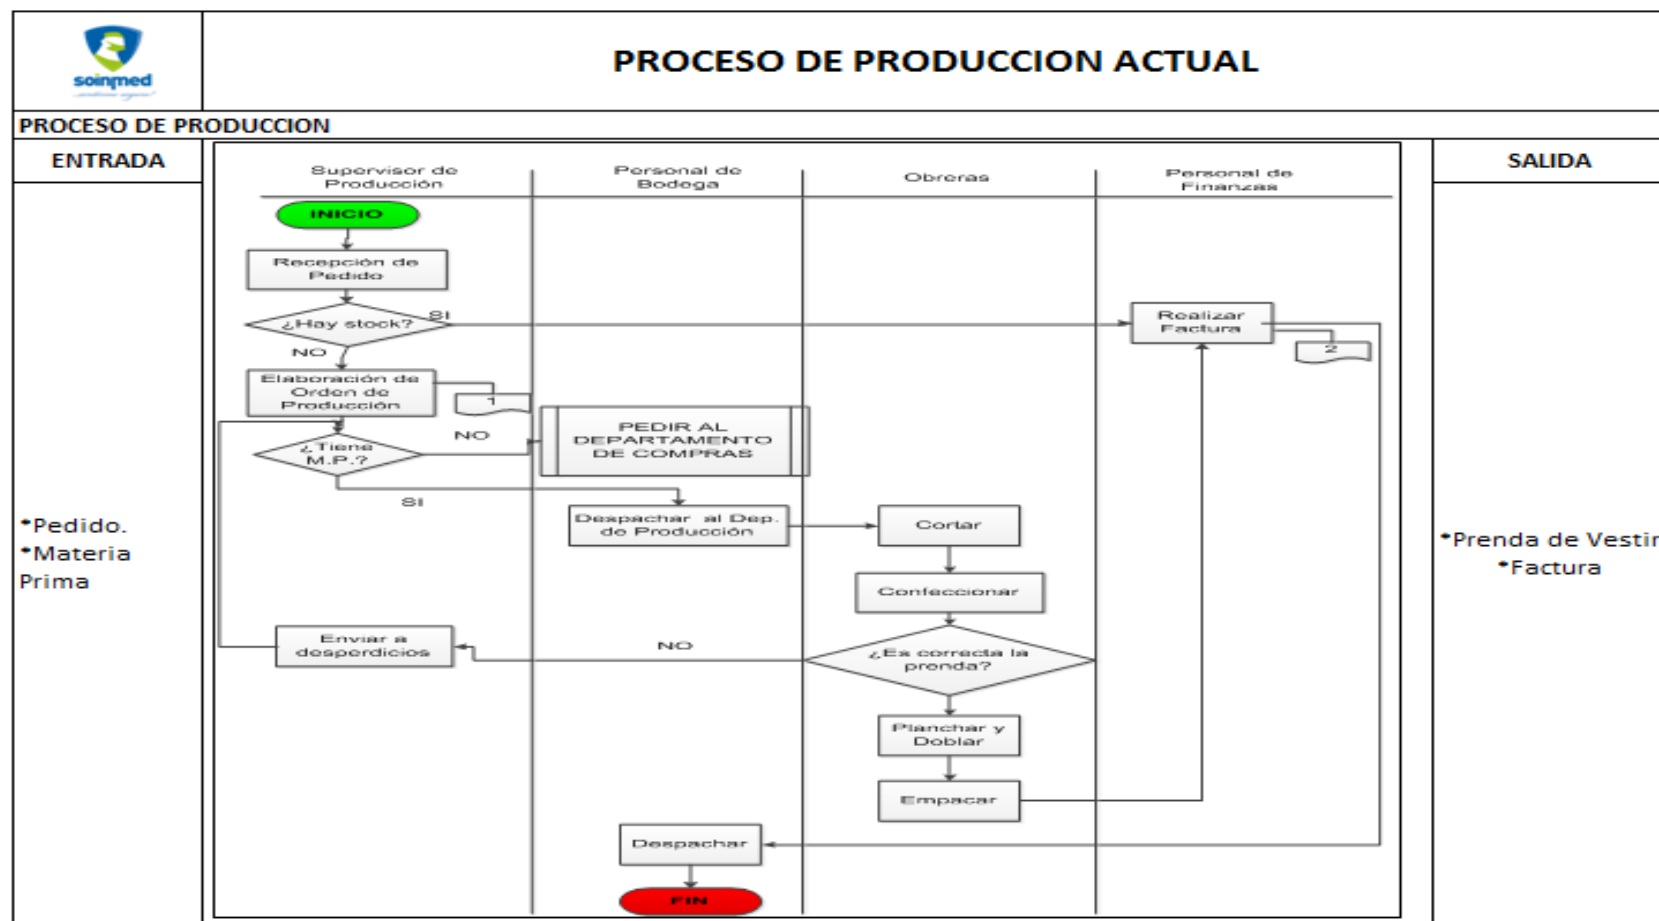 soinmed
PROCESO DE PRODUCCION ACTUAL
PROCESO DE PRODUCCION
ENTRADA
SALIDA
Supervisor de
Producción
Personal de
Bodega
Obreras
Personal de
Finanzas
INICIO
Recepción de
Pedido
¿Hay stock?
SI
Realizar
Factura
2
NO
Elaboración de
Orden de
Producción
1
¿Tiene
M.P.?
NO
PEDIR AL
DEPARTAMENTO
DE COMPRAS
SI
Despachar al Dep.
de Producción
Cortar
*Pedido.
*Materia
Prima
*Prenda de Vestir
*Factura
Confeccionar
¿Es correcta la
prenda?
NO
Enviar a
desperdicios
Planchar y
Doblar
Empacar
Despachar
FIN